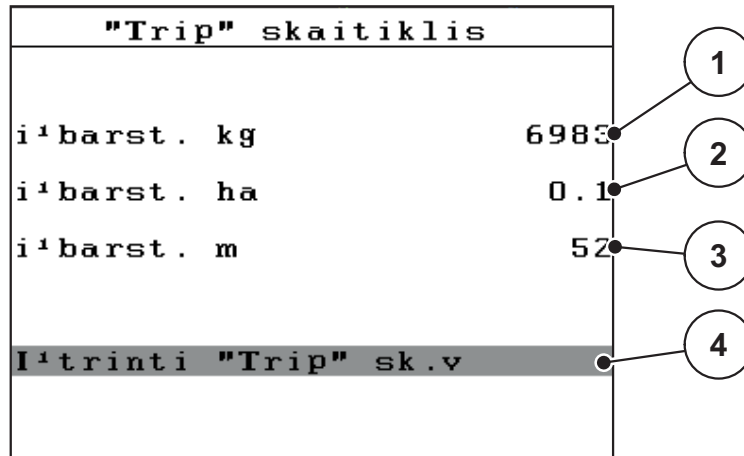 "Trip" skaitiklis
i¹barst. kg 6983
i¹barst. ha 0.1
i¹barst. m 52
I¹trinti "Trip" sk.v
1
2
3
4